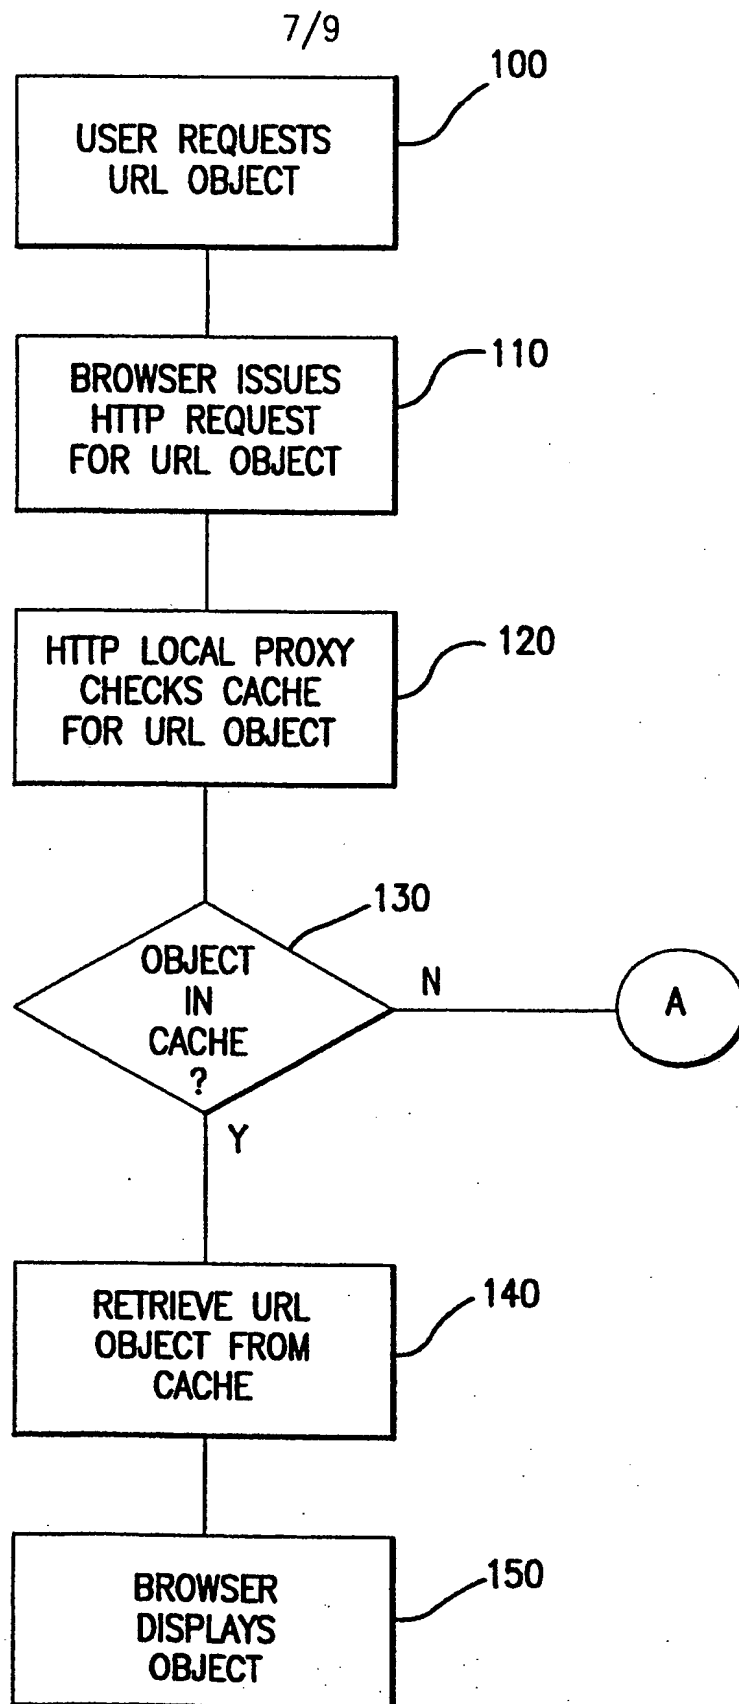 7/9
100
USER REQUESTS
URL OBJECT
110
BROWSER ISSUES
HTTP REQUEST
FOR URL OBJECT
120
HTTP LOCAL PROXY
CHECKS CACHE
FOR URL OBJECT
130
OBJECT
IN
CACHE
?
N
A
Y
140
RETRIEVE URL
OBJECT FROM
CACHE
150
BROWSER
DISPLAYS
OBJECT